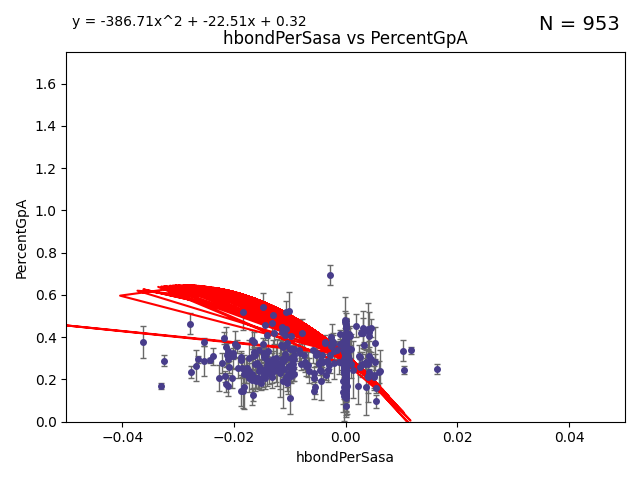 y = -386.71x^2 + -22.51x + 0.32
N = 953
hbondPerSasa vs PercentGpA
PercentGpA
1.6
1.4
1.2
1.0
0.8
0.6
0.4
0.2
0.0
−0.04 −0.02 0.00 0.02 0.04
hbondPerSasa